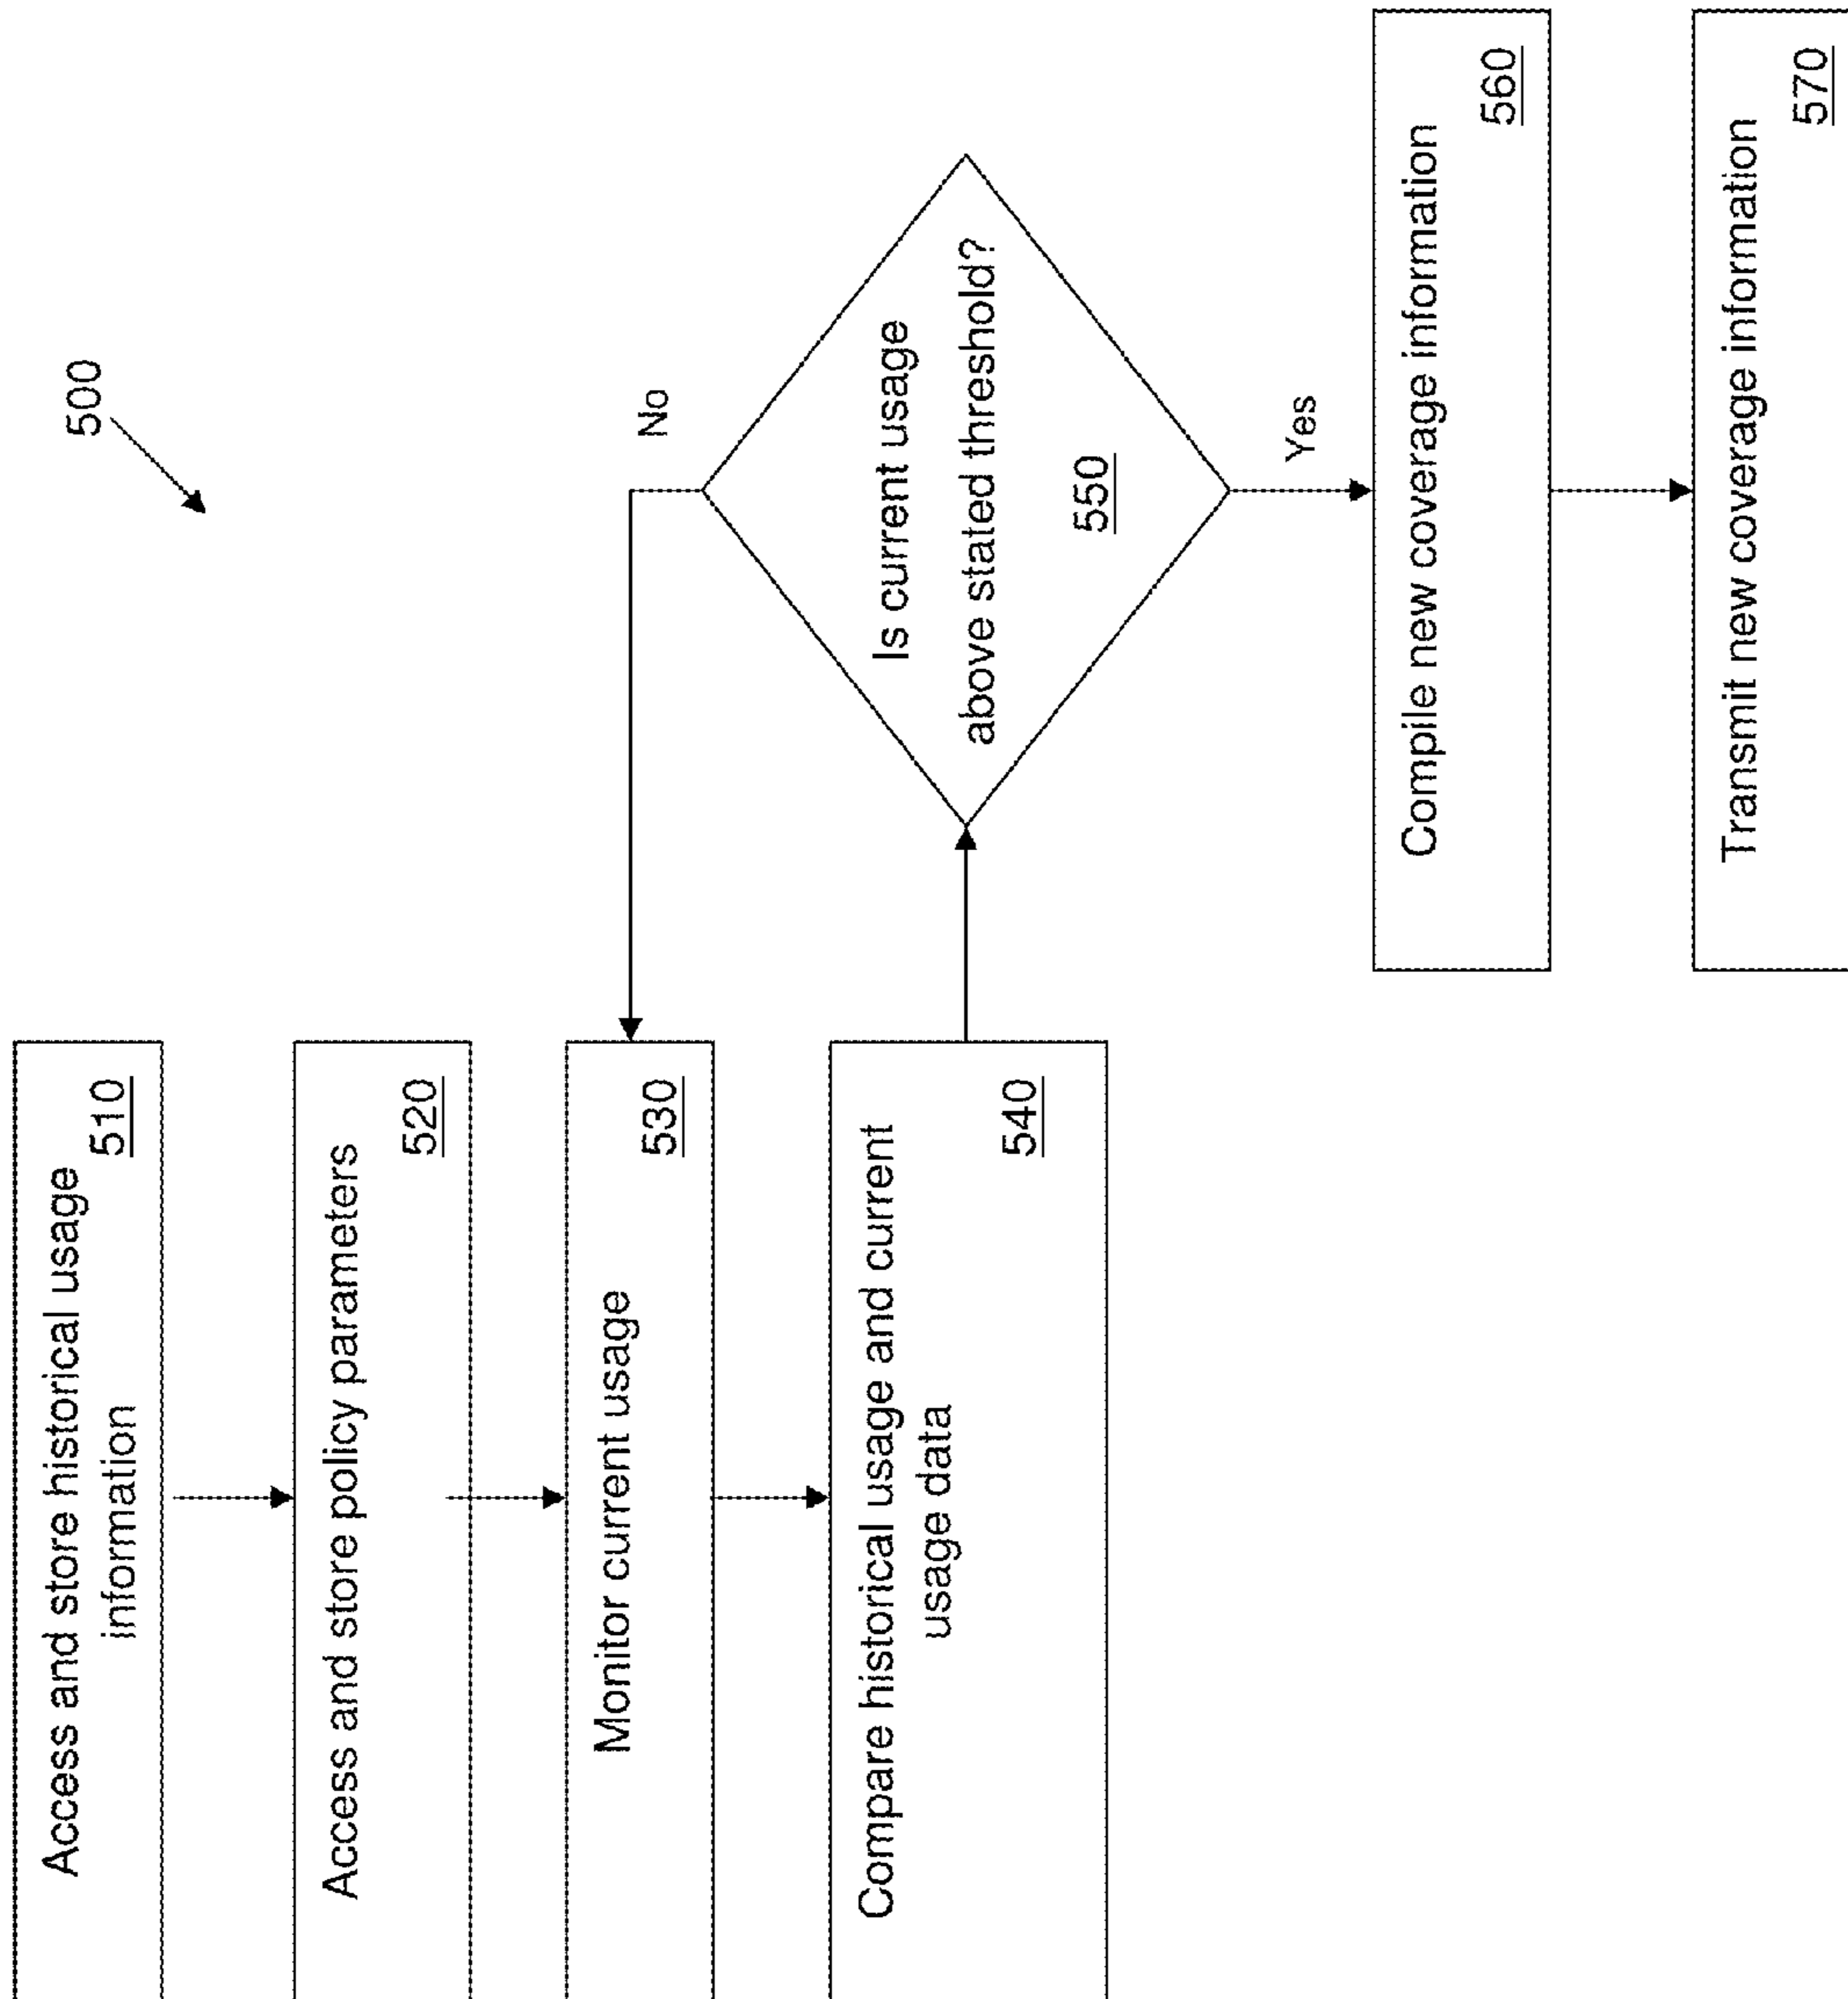 500
Access and store historical usage
information
510
Access and store policy parameters
520
Monitor current usage
530
Compare historical usage and current
usage data
540
No
Is current usage
above stated threshold?
550
Yes
Compile new coverage information
560
Transmit new coverage information
570